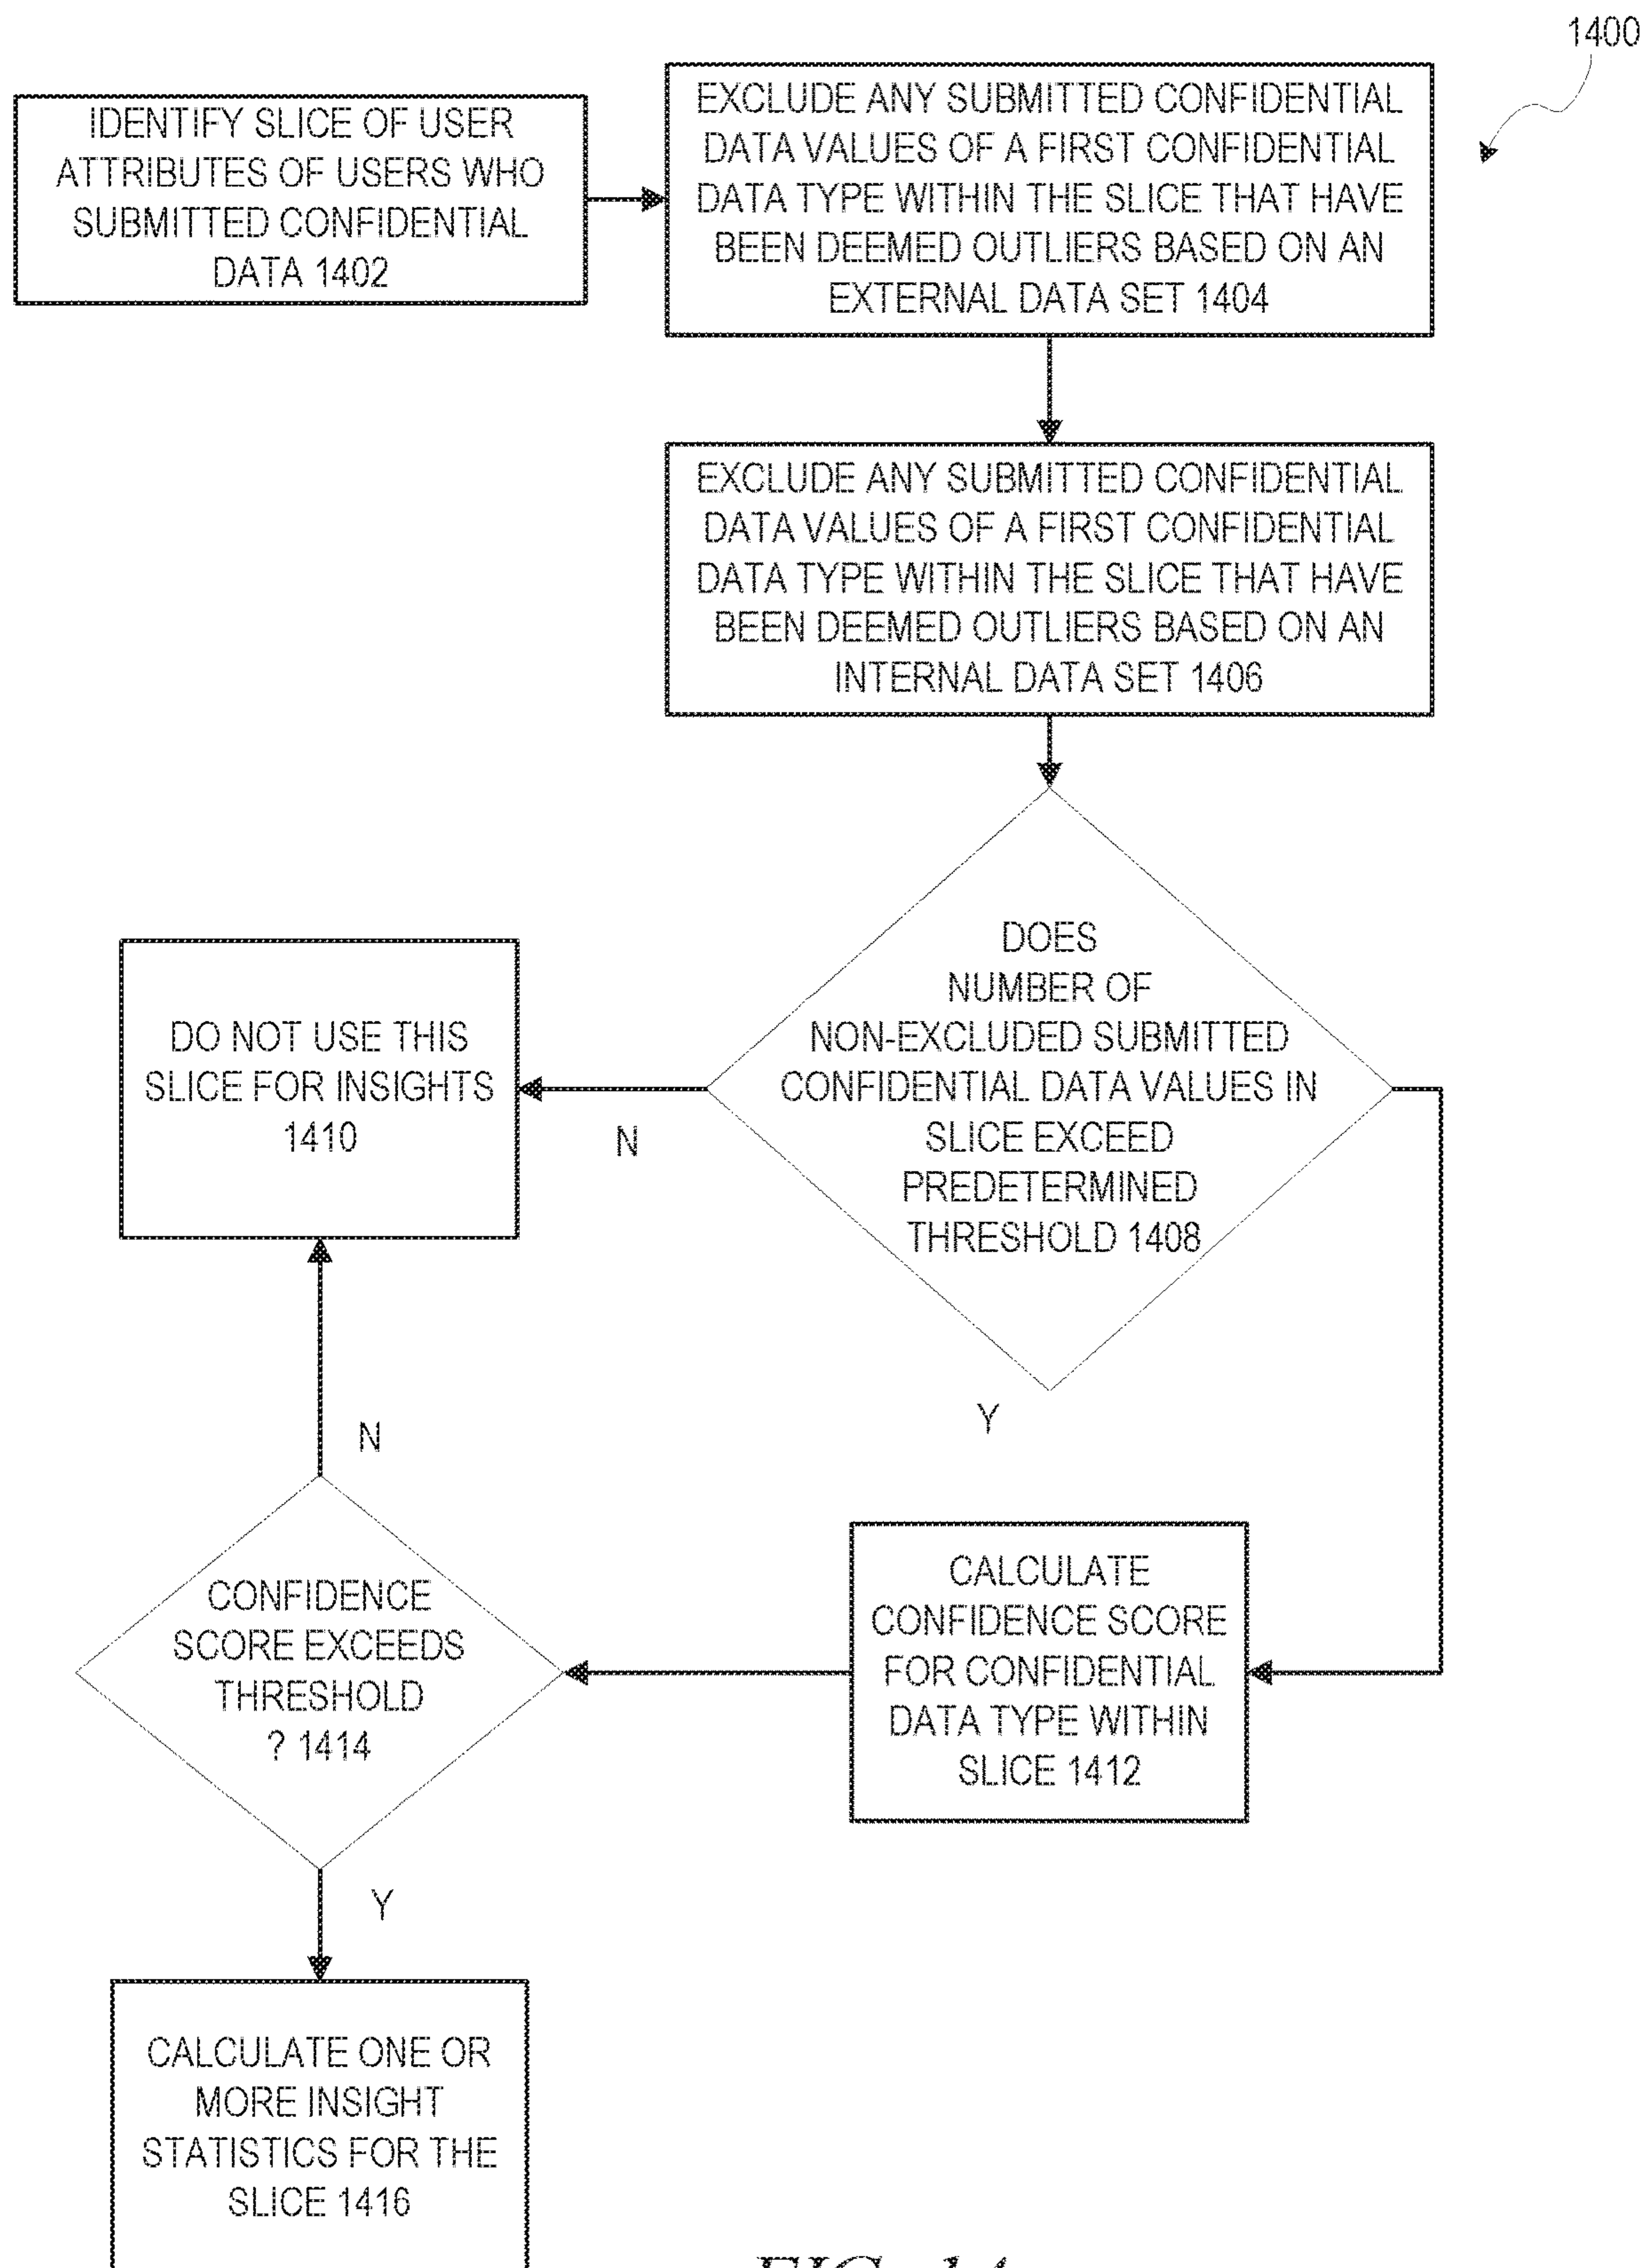 1400
IDENTIFY SLICE OF USER
ATTRIBUTES OF USERS WHO
SUBMITTED CONFIDENTIAL
DATA 1402
EXCLUDE ANY SUBMITTED CONFIDENTIAL
DATA VALUES OF A FIRST CONFIDENTIAL
DATA TYPE WITHIN THE SLICE THAT HAVE
BEEN DEEMED OUTLIERS BASED ON AN
EXTERNAL DATA SET 1404
EXCLUDE ANY SUBMITTED CONFIDENTIAL
DATA VALUES OF A FIRST CONFIDENTIAL
DATA TYPE WITHIN THE SLICE THAT HAVE
BEEN DEEMED OUTLIERS BASED ON AN
INTERNAL DATA SET 1406
DOES
NUMBER OF
NON-EXCLUDED SUBMITTED
CONFIDENTIAL DATA VALUES IN
SLICE EXCEED
PREDETERMINED
THRESHOLD 1408
N
DO NOT USE THIS
SLICE FOR INSIGHTS
1410
Y
CALCULATE
CONFIDENCE SCORE
FOR CONFIDENTIAL
DATA TYPE WITHIN
SLICE 1412
N
CONFIDENCE
SCORE EXCEEDS
THRESHOLD
? 1414
Y
CALCULATE ONE OR
MORE INSIGHT
STATISTICS FOR THE
SLICE 1416